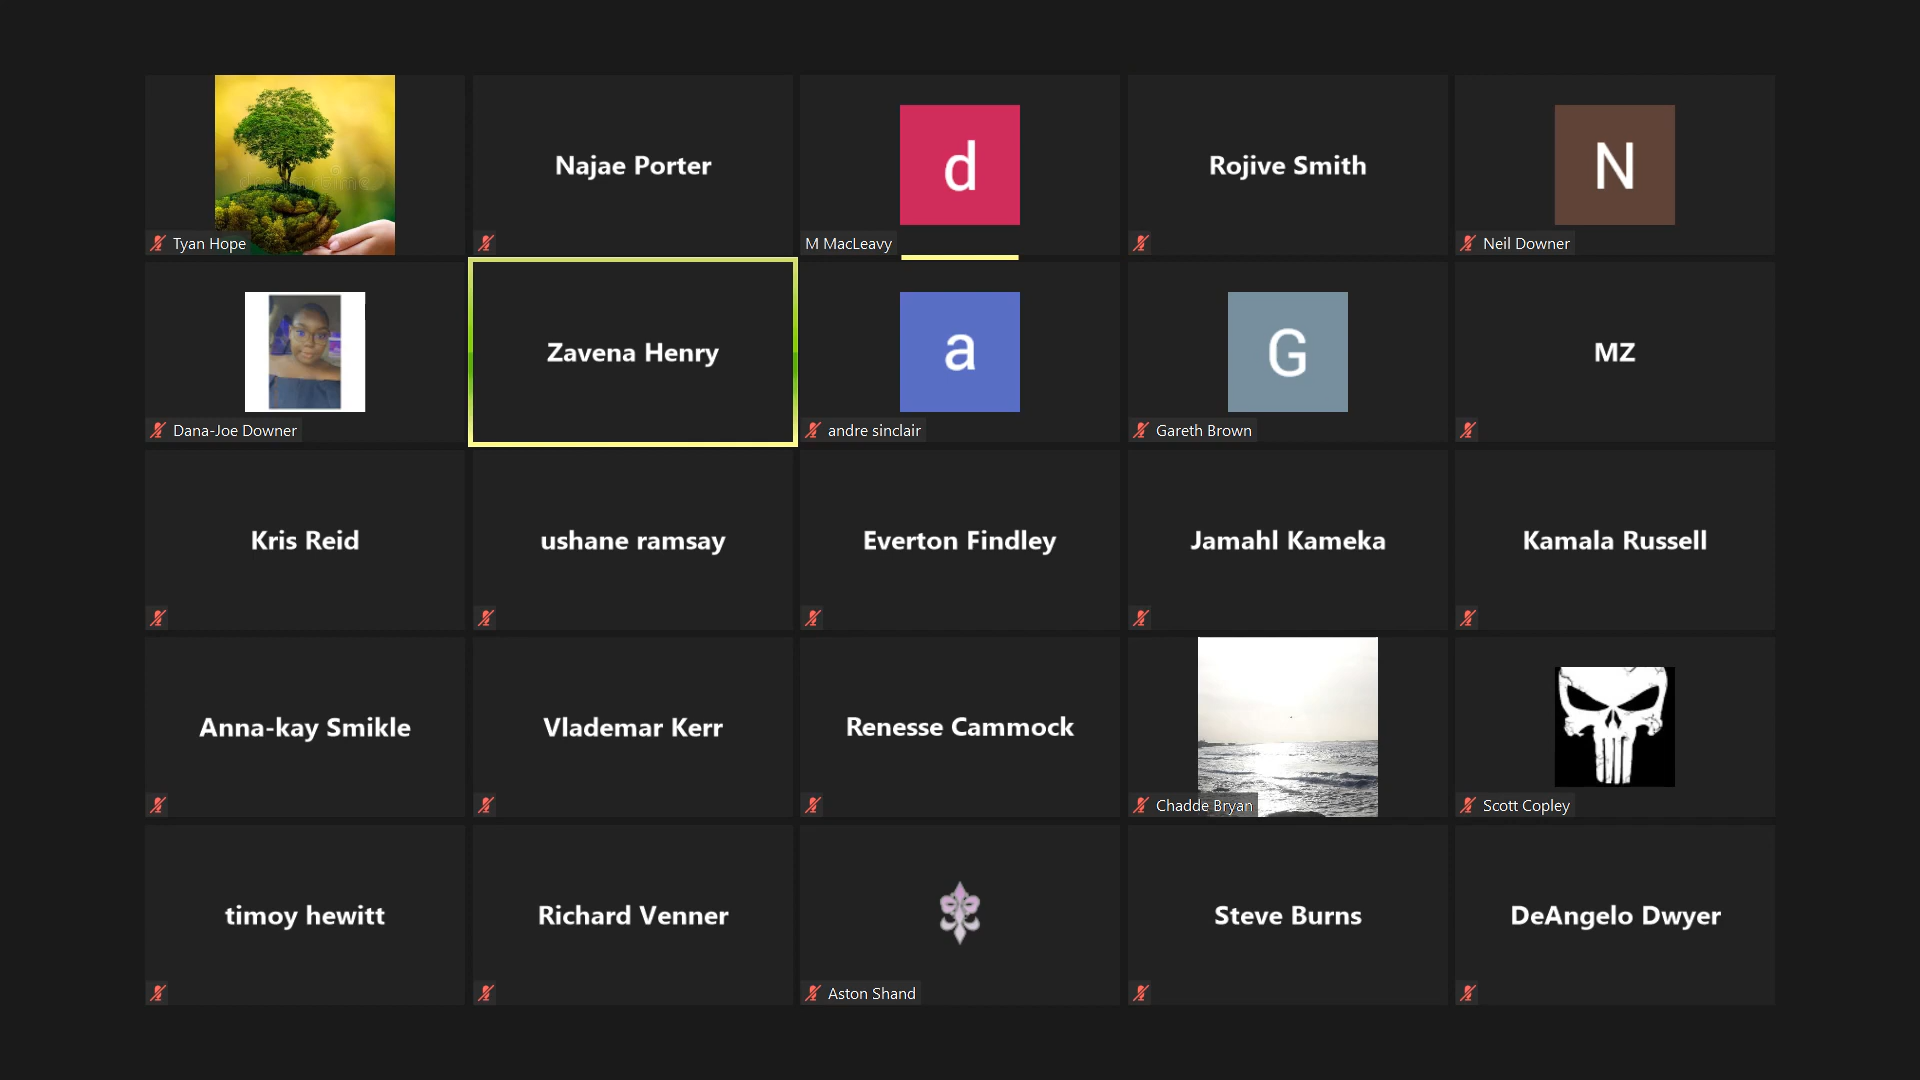 dreamstime
Tyan Hope
Najae Porter
d
M MacLeavy
Rojive Smith
N
Neil Downer
Dana-Joe Downer
Zavena Henry
a
andre sinclair
G
Gareth Brown
MZ
Kris Reid
ushane ramsay
Everton Findley
Jamahl Kameka
Kamala Russell
Anna-kay Smikle
Vlademar Kerr
Renesse Cammock
Chadde Bryan
Scott Copley
timoy hewitt
Richard Venner
Aston Shand
Steve Burns
DeAngelo Dwyer